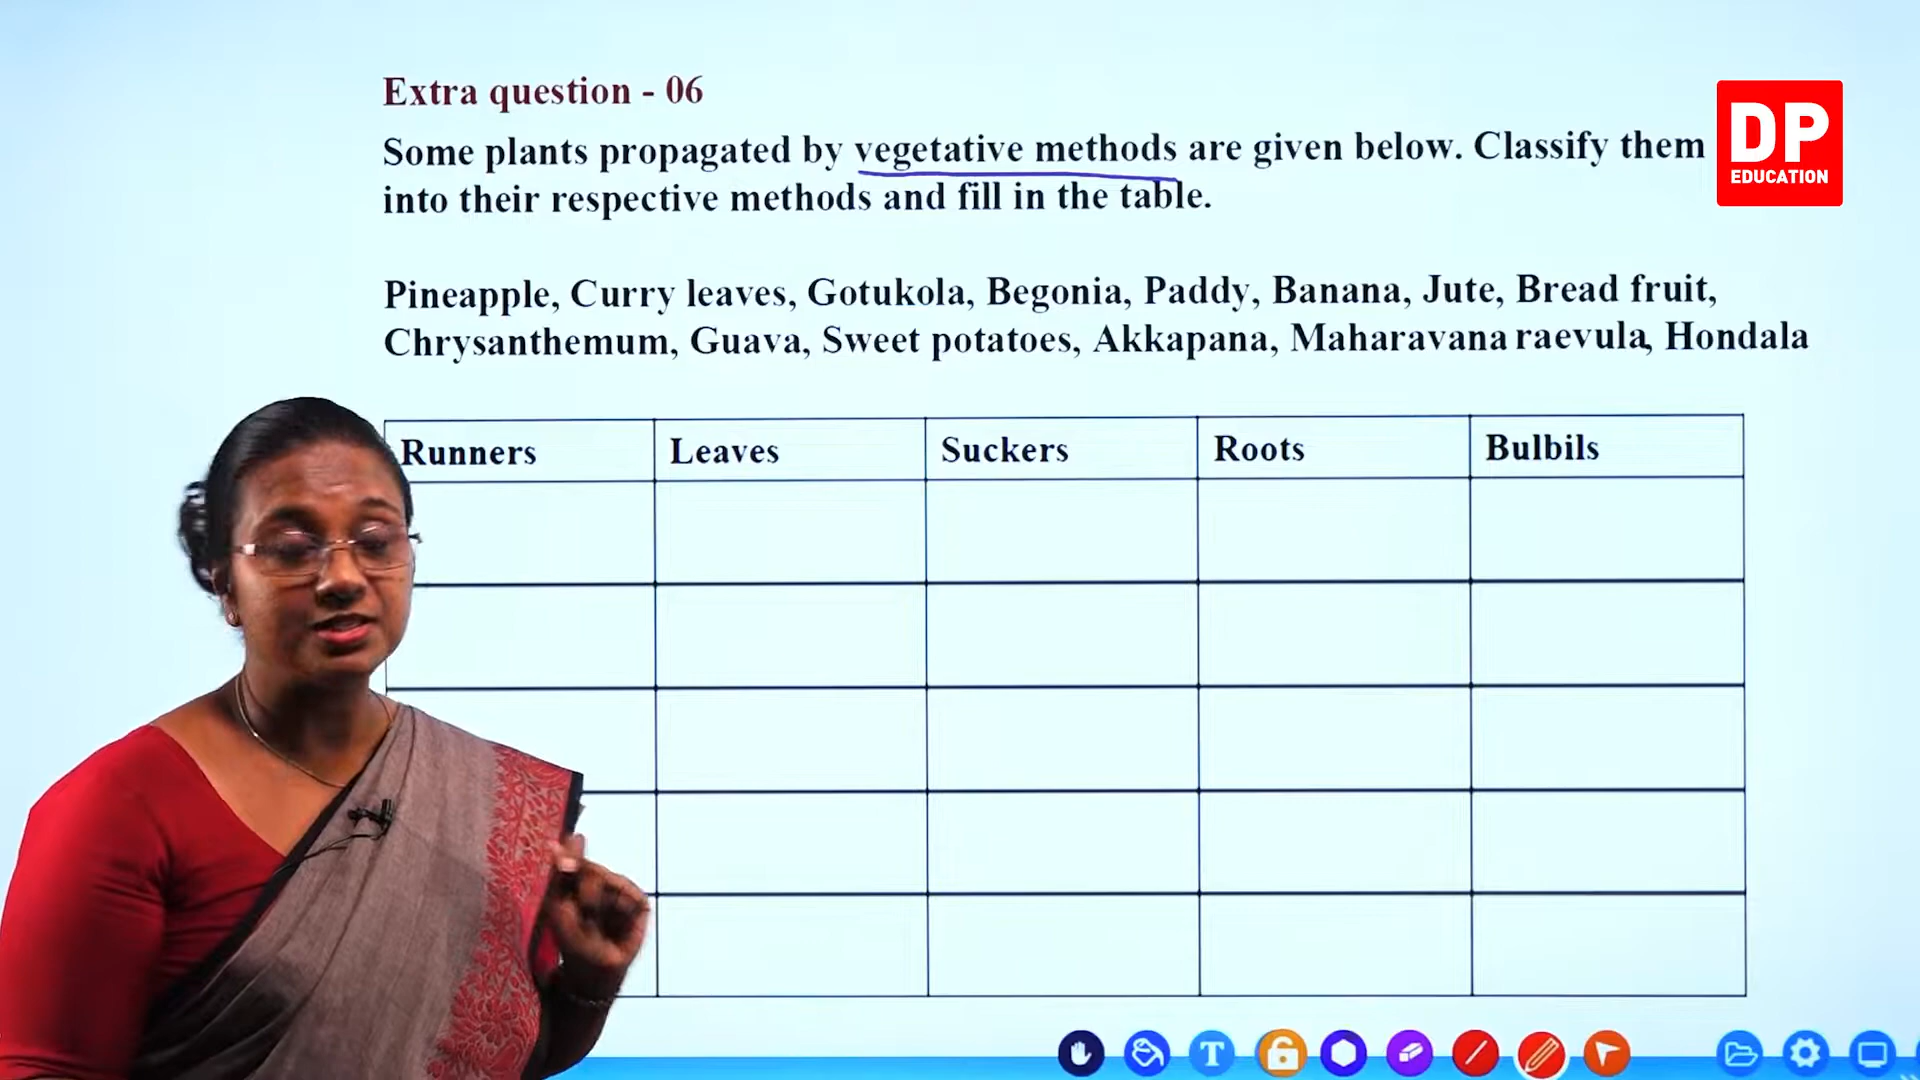 Extra question - 06
DP
EDUCATION
Some plants propagated by vegetative methods are given below. Classify them
into their respective methods and fill in the table.
Pineapple, Curry leaves, Gotukola, Begonia, Paddy, Banana, Jute, Bread fruit,
Chrysanthemum, Guava, Sweet potatoes, Akkapana, Maharavana raevula, Hondala
Runners Leaves Suckers Roots Bulbils
T